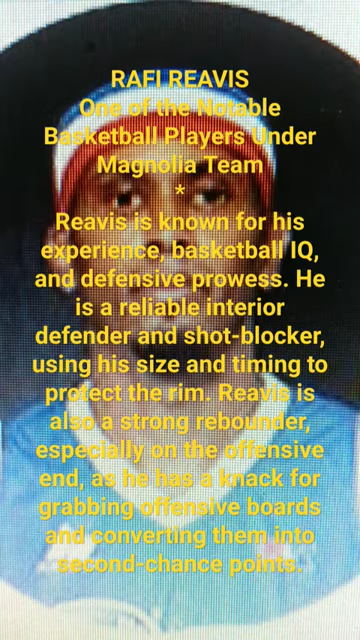 RAFI REAVIS
One of the Notable
Basketball Players Under
Magnolia Team
*
Reavis is known for his
experience, basketball IQ,
and defensive prowess. He
is a reliable interior
defender and shot-blocker,
using his size and timing to
protect the rim. Reavis is
also a strong rebounder,
especially on the offensive
end, as he has a knack for
grabbing offensive boards
and converting them into
second-chance points.